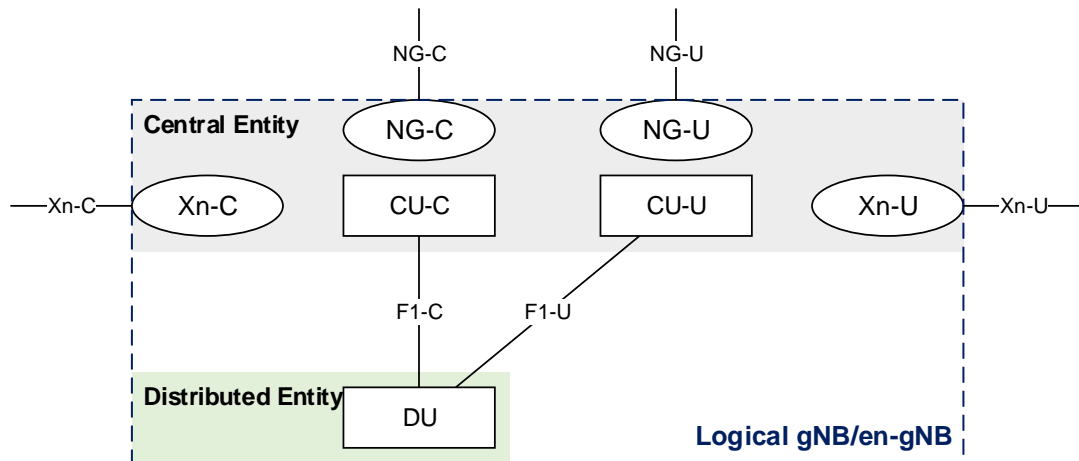 NG-C
NG-U
Central Entity
NG-C
NG-U
Xn-C
Xn-C
CU-C
CU-U
Xn-U
Xn-U
F1-C
F1-U
Distributed Entity
DU
Logical gNB/en-gNB